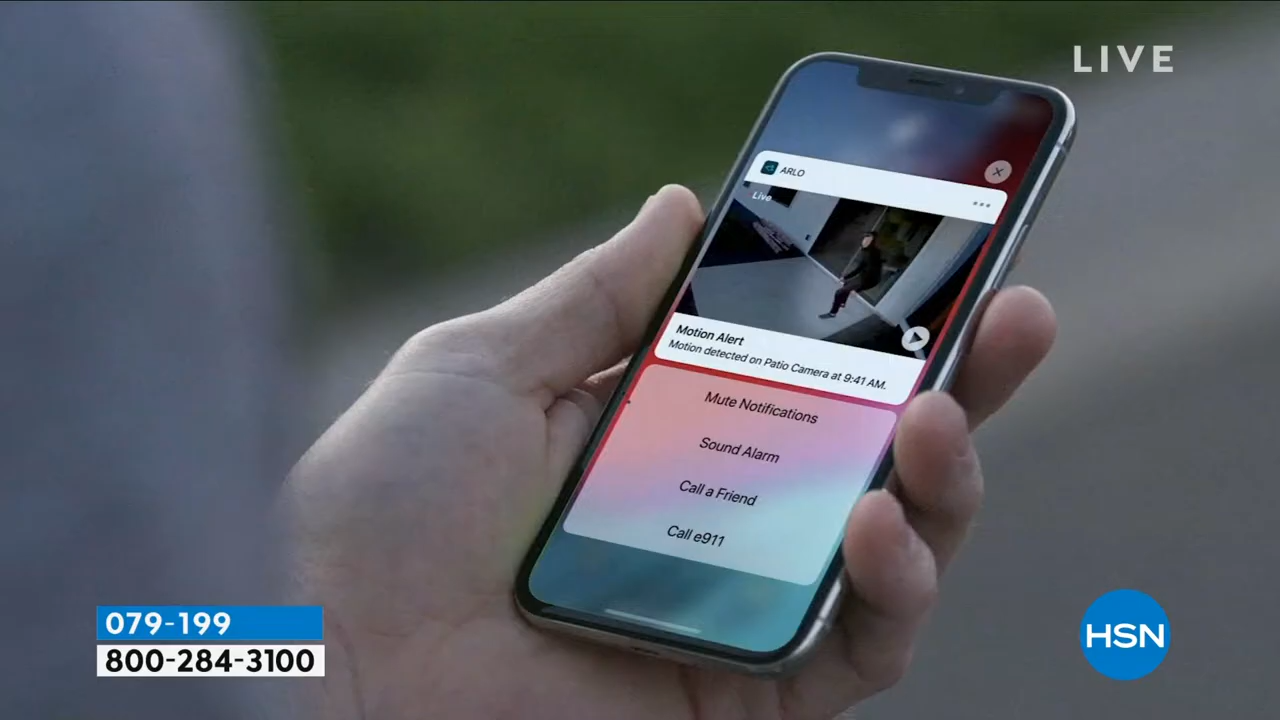 LIVE
ARLO
Live
Motion Alert
Motion detected on Patio Camera at 9:41 AM.
Mute Notifications
Sound Alarm
Call a Friend
Call e911
079-199
800-284-3100
HSN